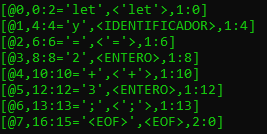 [@0,0:2='let',<'let'>,1:0]
[@1,4:4='y',<IDENTIFICADOR>,1:4]
[@2,6:6='=',<'='>,1:6]
[@3,8:8='2',<ENTERO>,1:8]
[@4,10:10='+',<'+'>,1:10]
[@5,12:12='3',<ENTERO>,1:12]
[@6,13:13=';',<';'>,1:13]
[@7,16:15='<EOF>',<EOF>,2:0]